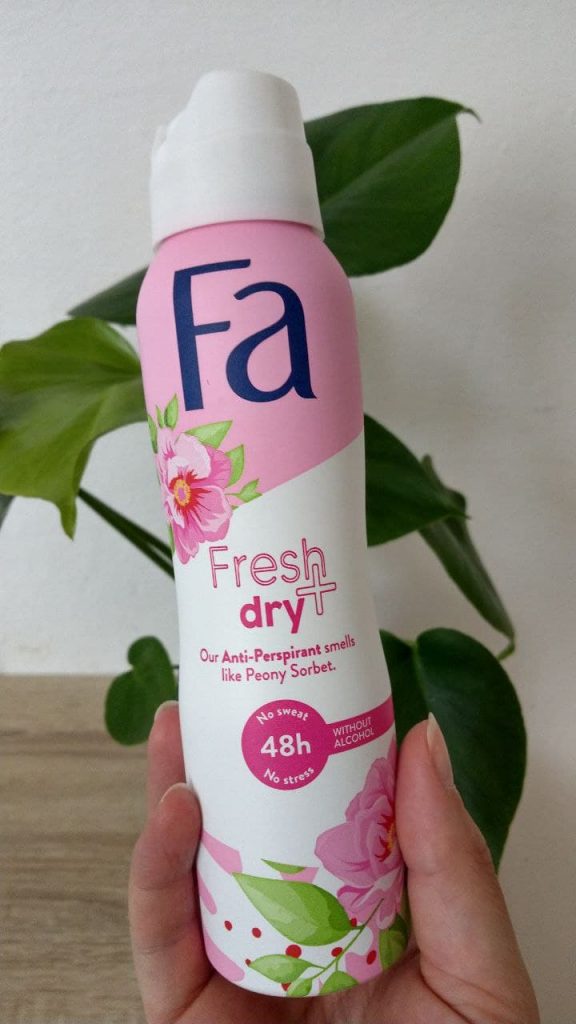 Fa
Fresh
dry+
Our Anti-Perspirant smells
like Peony Sorbet.
No sweat
48h
No stress
WITHOUT
ALCOHOL